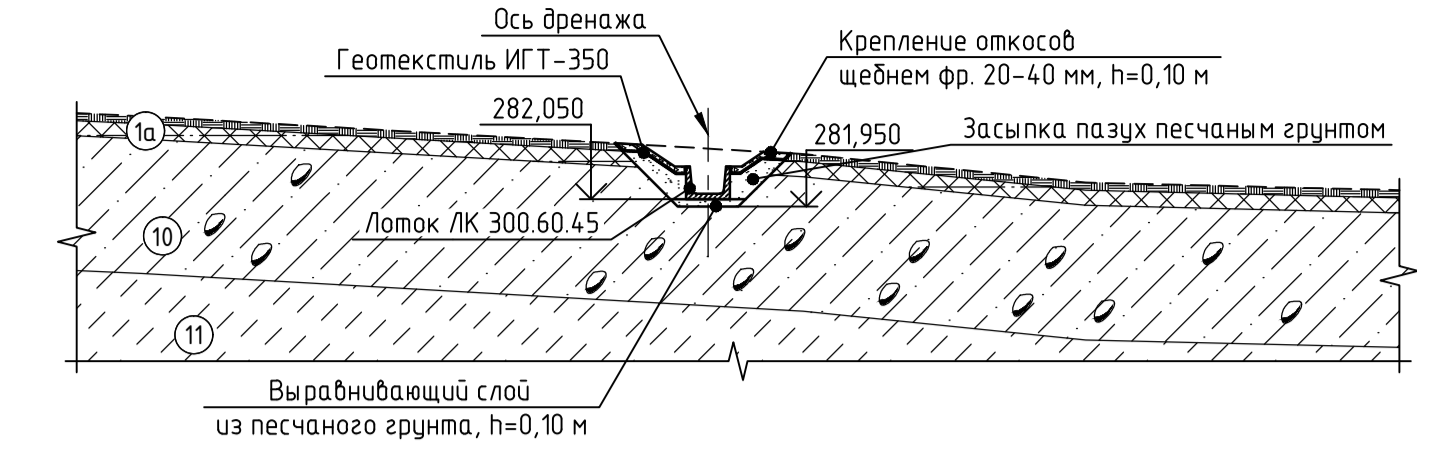 Ось дренажа
Геотекстиль ИГТ-350
Крепление откосов
щебнем фр. 20-40 мм, h=0,10 м
282,050
281,950
Засыпка пазух песчаным грунтом
1а
Лоток ЛК 300.60.45
10
11
Выравнивающий слой
из песчаного грунта, h=0,10 м